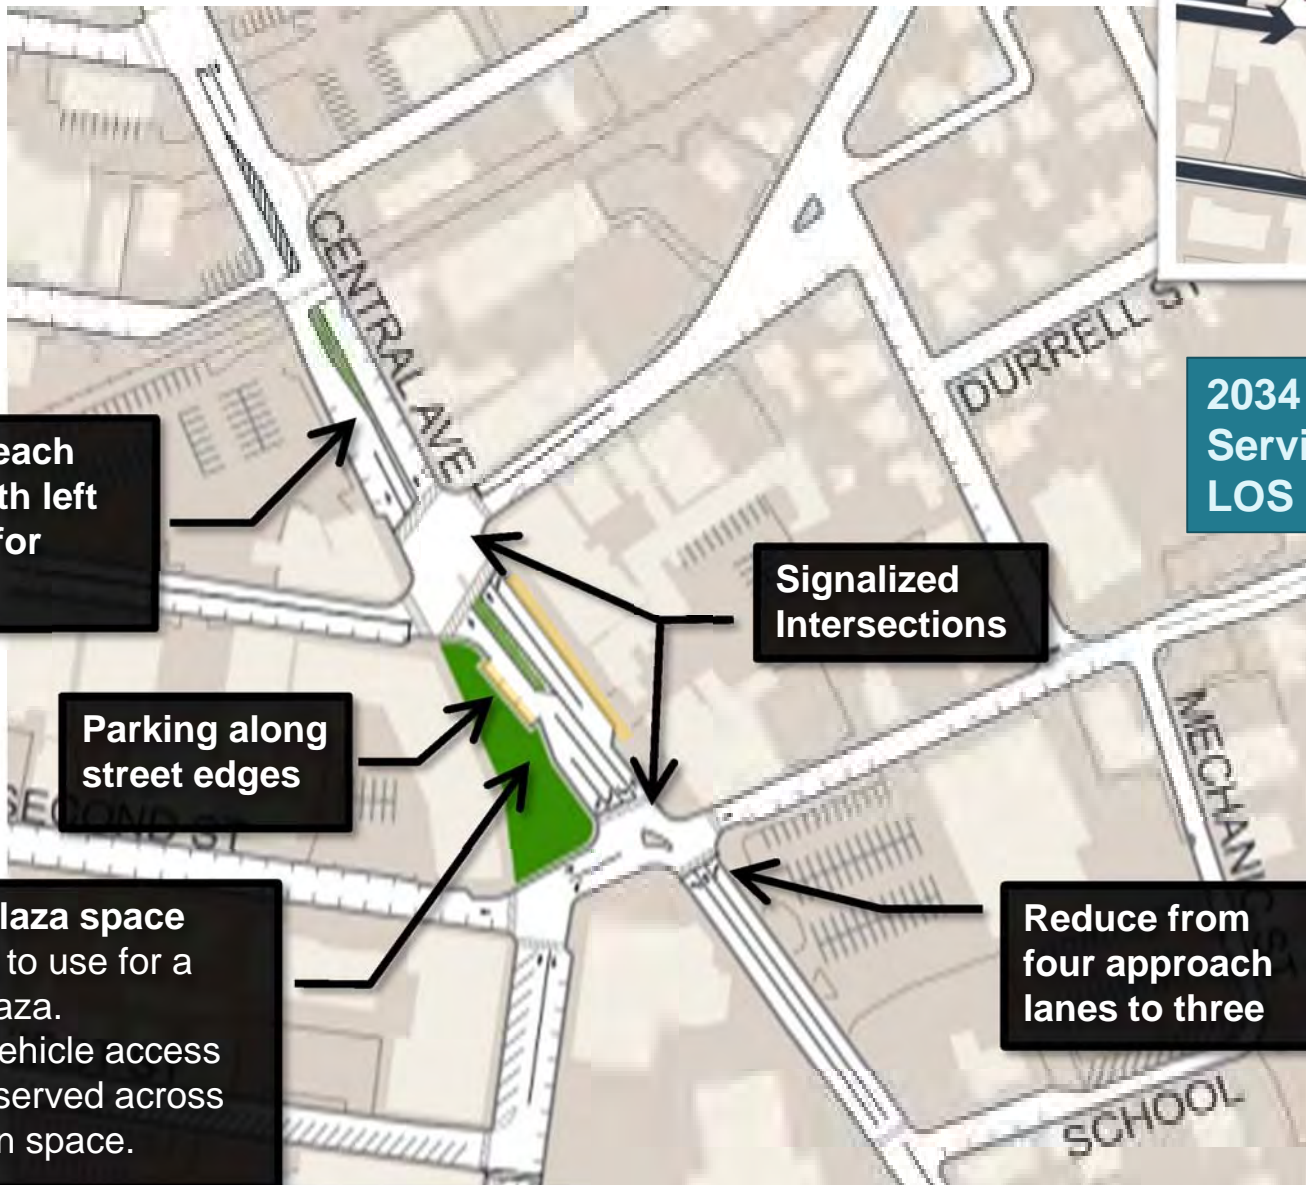 CENTRAL AVE
DURRELL ST
2034
Servi
LOS
each
th left
for
Signalized
Intersections
Parking along
street edges
SECOND ST
MECHANIC ST
laza space
to use for a
aza.
ehicle access
served across
n space.
Reduce from
four approach
lanes to three
SCHOOL